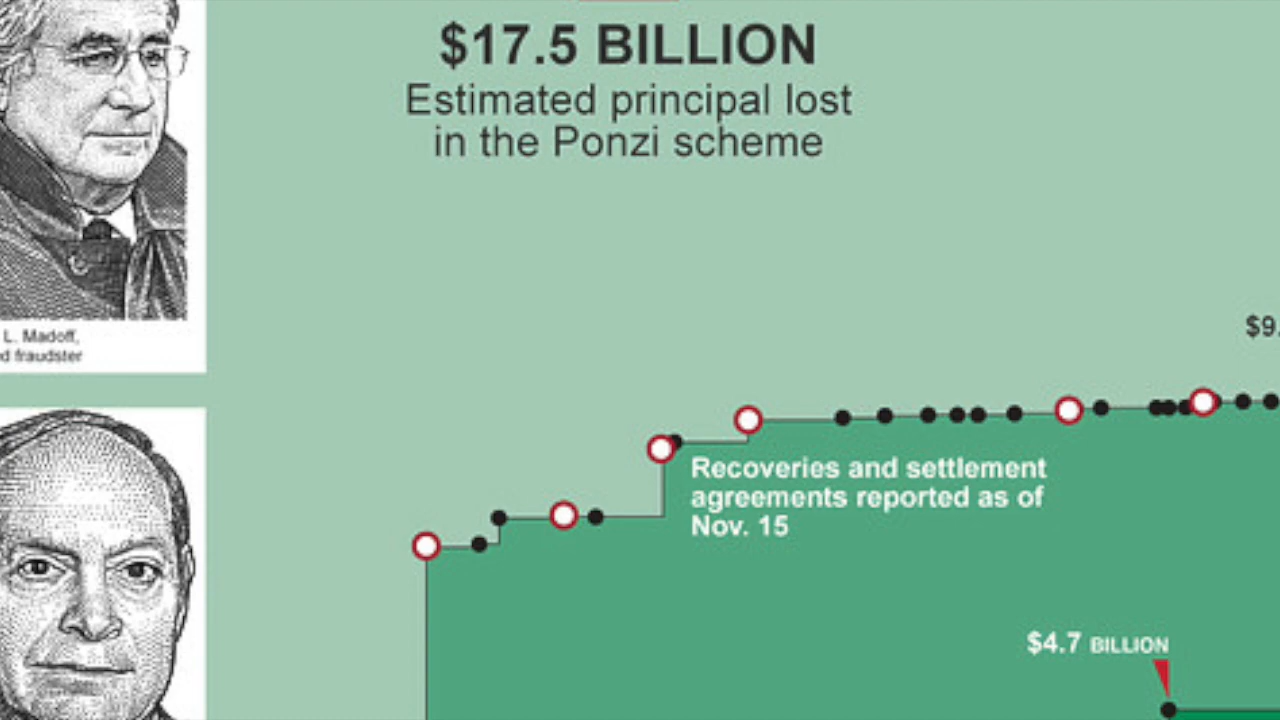 $17.5 BILLION
Estimated principal lost
in the Ponzi scheme
L. Madoff,
d fraudster
$9.
Recoveries and settlement
agreements reported as of
Nov. 15
$4.7 BILLION